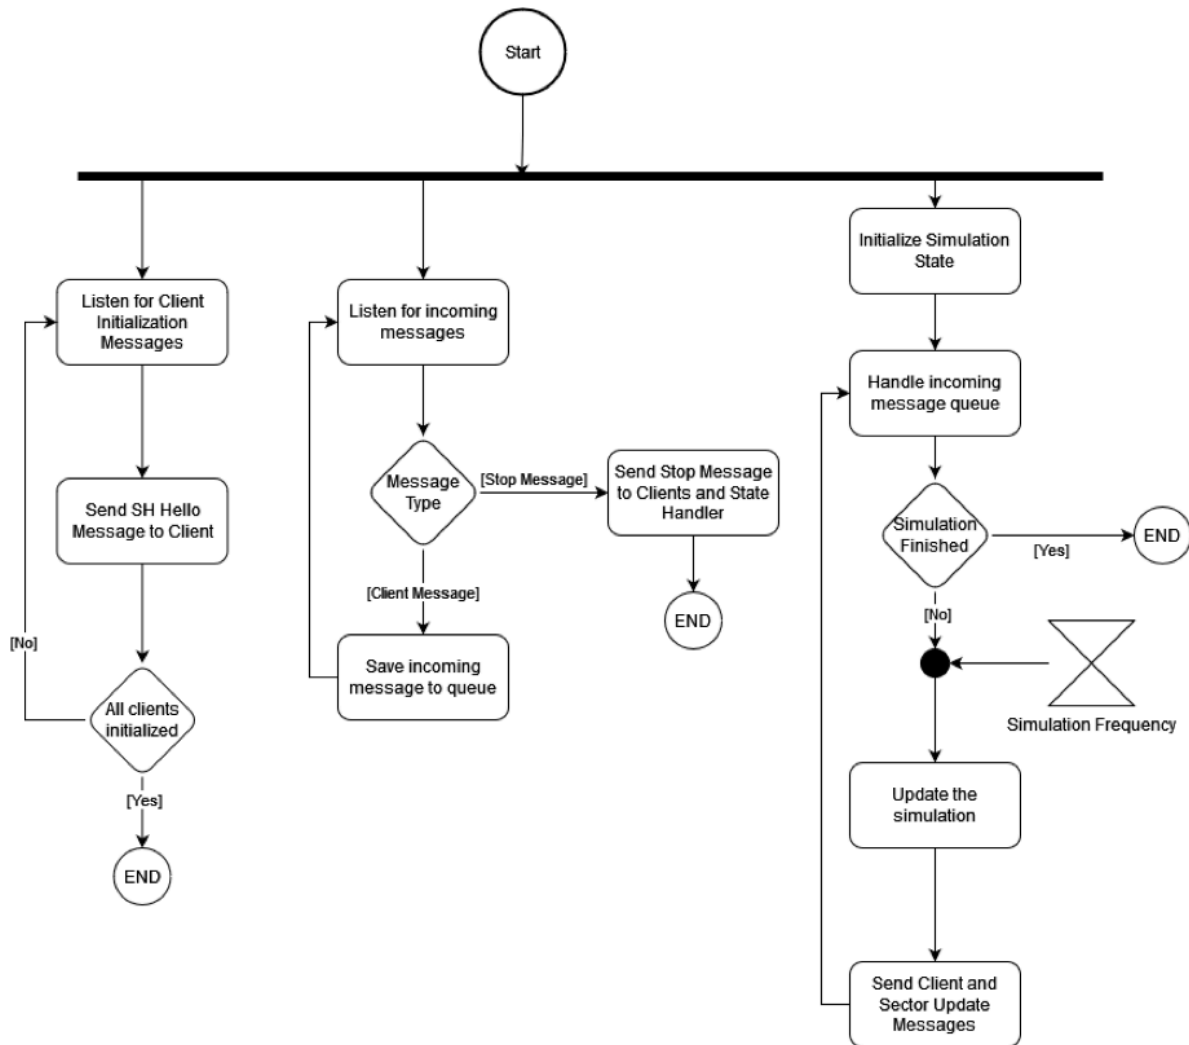 Start
Listen for Client
Initialization
Messages
Send SH Hello
Message to Client
[No]
All clients
initialized
[Yes]
END
Listen for incoming
messages
Message
Type
[Stop Message]
Send Stop Message
to Clients and State
Handler
END
[Client Message]
Save incoming
message to queue
Initialize Simulation
State
Handle incoming
message queue
Simulation
Finished
[Yes]
END
[No]
Simulation Frequency
Update the
simulation
Send Client and
Sector Update
Messages